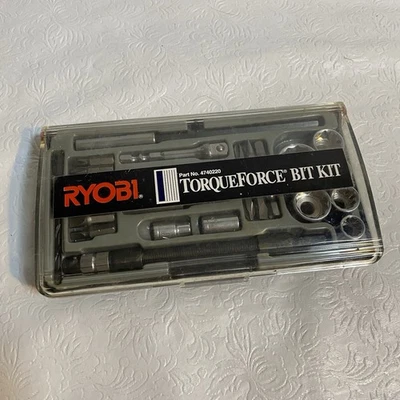 RYOBI®
Part No. 4740220
TORQUEFORCE® BIT KIT